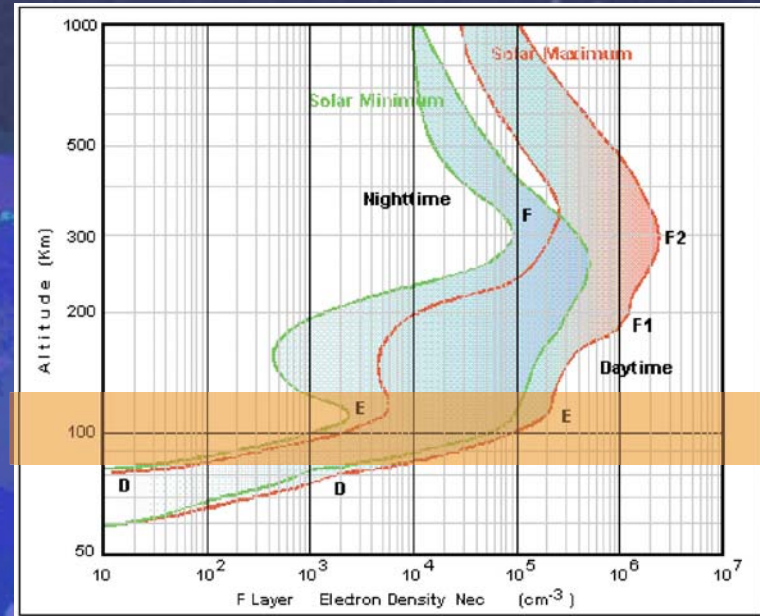 1000
Solar Maximum
Solar Minimum
500
Nighttime
F
300
F2
200
F1
Daytime
E
E
100
D
D
50
Altitude (Km)
10 10² 10³ 10⁴ 10⁵ 10⁶ 10⁷
F Layer Electron Density Nec (cm⁻³)